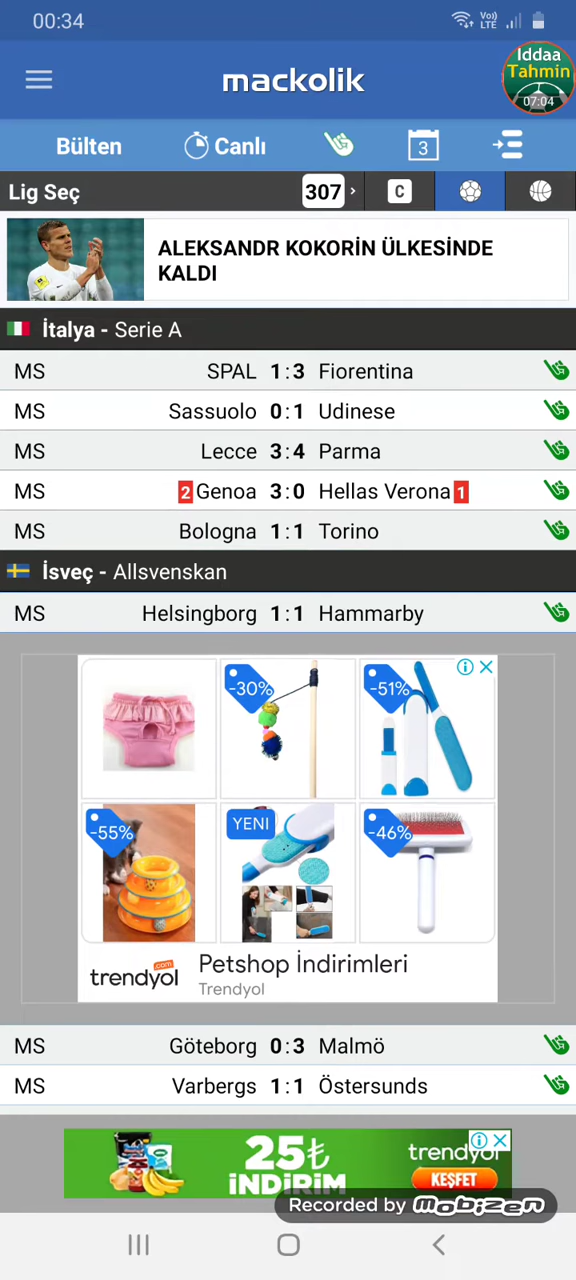 00:34
Vo))
LTE
mackolik
Iddaa
Tahmin
07:04
Bülten
Canlı
3
Lig Seç
307
C
ALEKSANDR KOKORİN ÜLKESİNDE
KALDI
İtalya - Serie A
MS SPAL 1:3 Fiorentina
MS Sassuolo 0:1 Udinese
MS Lecce 3:4 Parma
MS 2 Genoa 3:0 Hellas Verona 1
MS Bologna 1:1 Torino
İsveç - Allsvenskan
MS Helsingborg 1:1 Hammarby
-30%
-51%
-55%
YENI
-46%
trendyol.com
Petshop İndirimleri
Trendyol
MS Göteborg 0:3 Malmö
MS Varbergs 1:1 Östersunds
25₺
İNDİRİM
trendyol
KEŞFET
Recorded by MOBIZEN